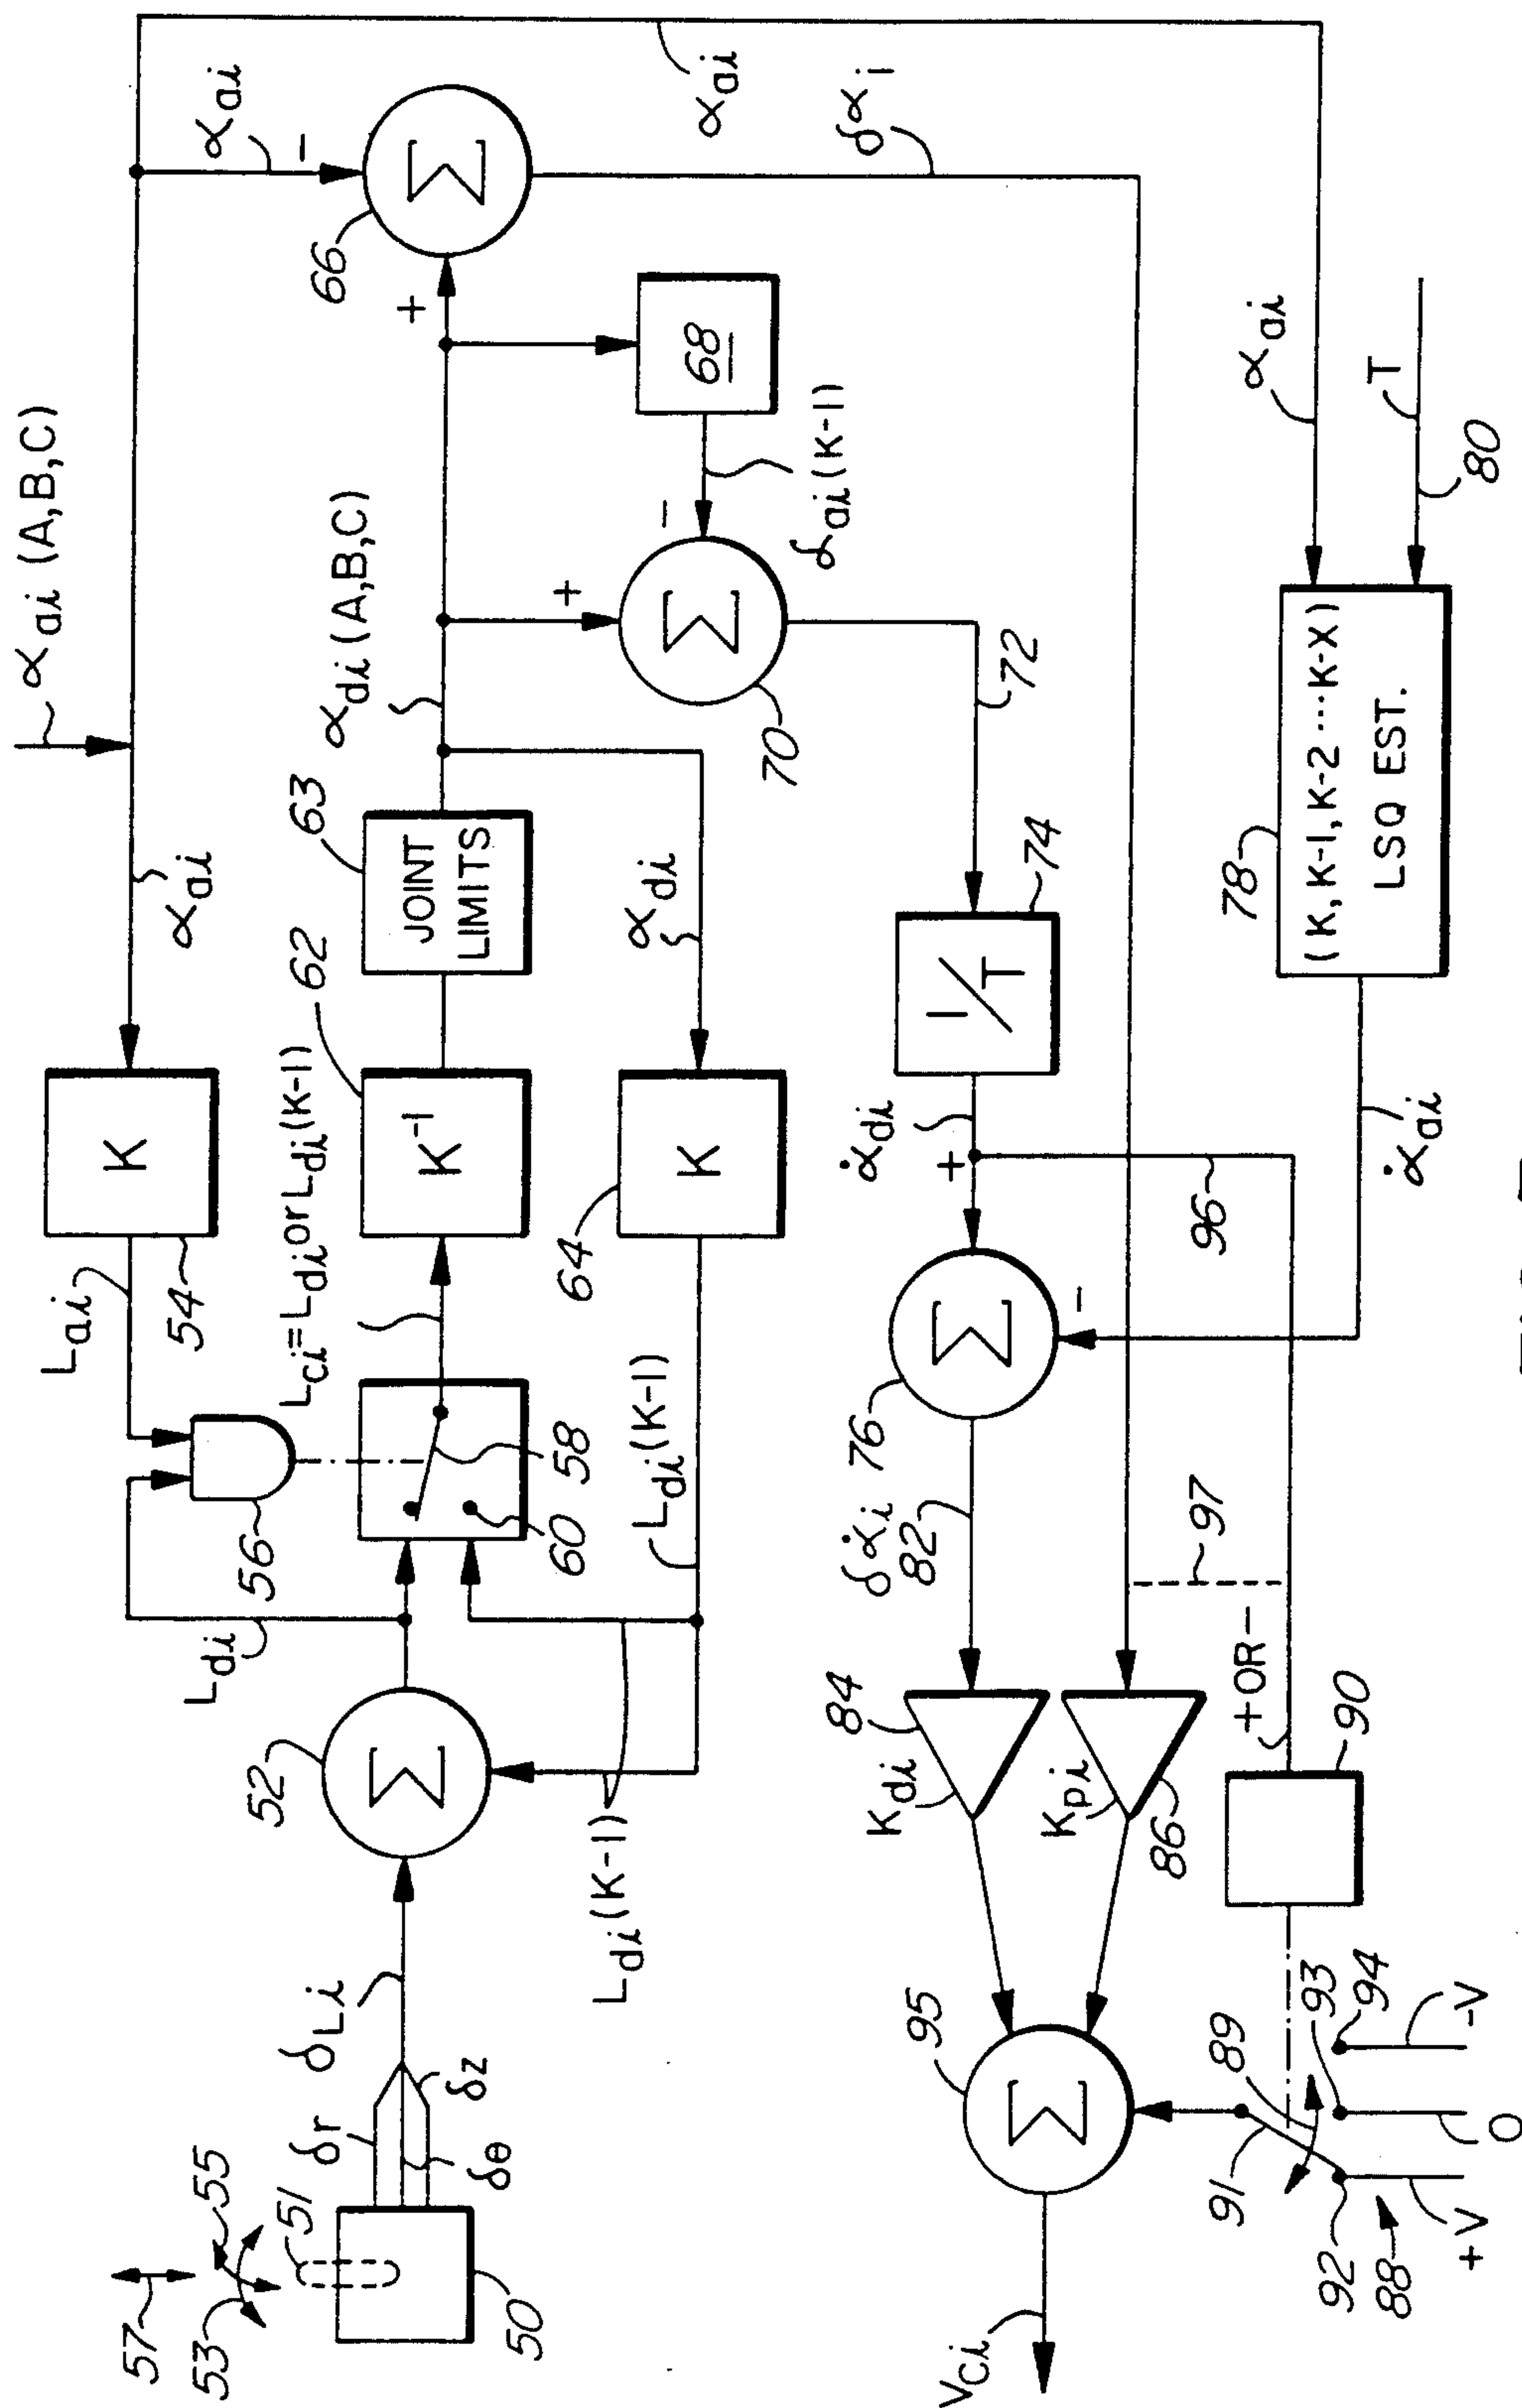 57
53
55
51
50
δr
δθ
δz
δLi
52
Ldi
Ldi(K-1)
56
Lai
54
K
αai
αai (A,B,C)
αai
66
Σ
Σ
60
58
Lci=Ldi or Ldi(K-1)
62
K⁻¹
63
JOINT
LIMITS
αdi (A,B,C)
+
-
Ldi(K-1)
64
K
αdi
70
Σ
+
-
αai(K-1)
68
αai
δαi
72
74
1/T
α̇di
+
-
76
Σ
δα̇i
82
84
Kdi
Kpi
86
95
Σ
Vci
97
96
+OR-
90
α̇ai
78
(K,K-1,K-2···K-X)
LSQ EST.
αai
T
80
91
89
93
94
92
88
+V
0
-V